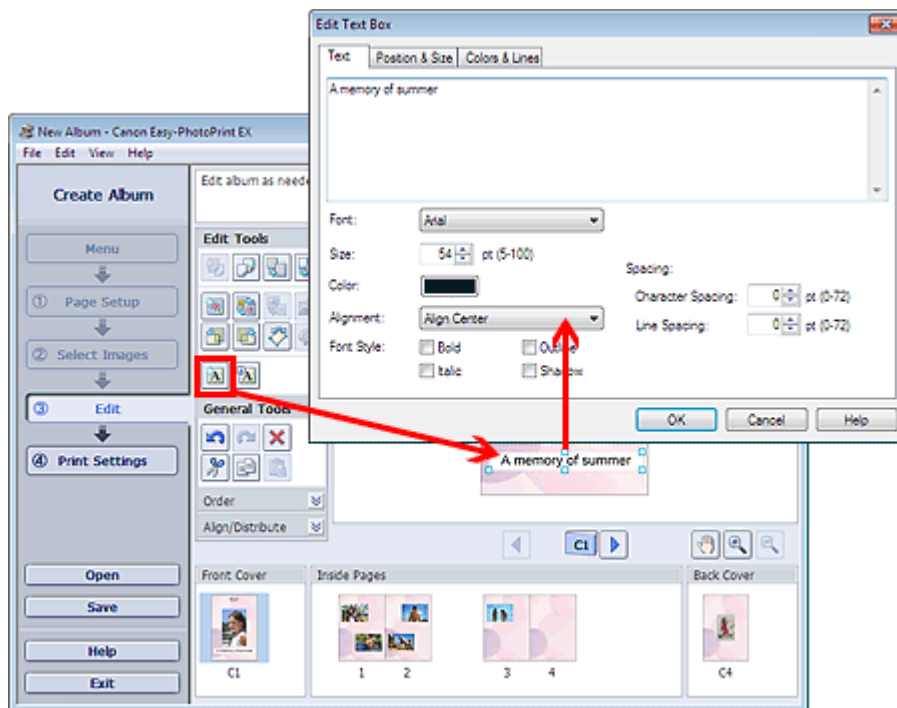 Edit Text Box
Text Position & Size Colors & Lines
A memory of summer
Font: Arial
Size: 54 pt (5-100)
Color:
Spacing:
Character Spacing: 0 pt (0-72)
Alignment: Align Center
Line Spacing: 0 pt (0-72)
Font Style: Bold Outline
Italic Shadow
OK Cancel Help
New Album - Canon Easy-PhotoPrint EX
File Edit View Help
Create Album
Edit album as neede
Menu
① Page Setup
② Select Images
③ Edit
④ Print Settings
Open
Save
Help
Exit
Edit Tools
A A
General Tools
Order
Align/Distribute
A memory of summer
C1
Front Cover Inside Pages Back Cover
C1 1 2 3 4 C4